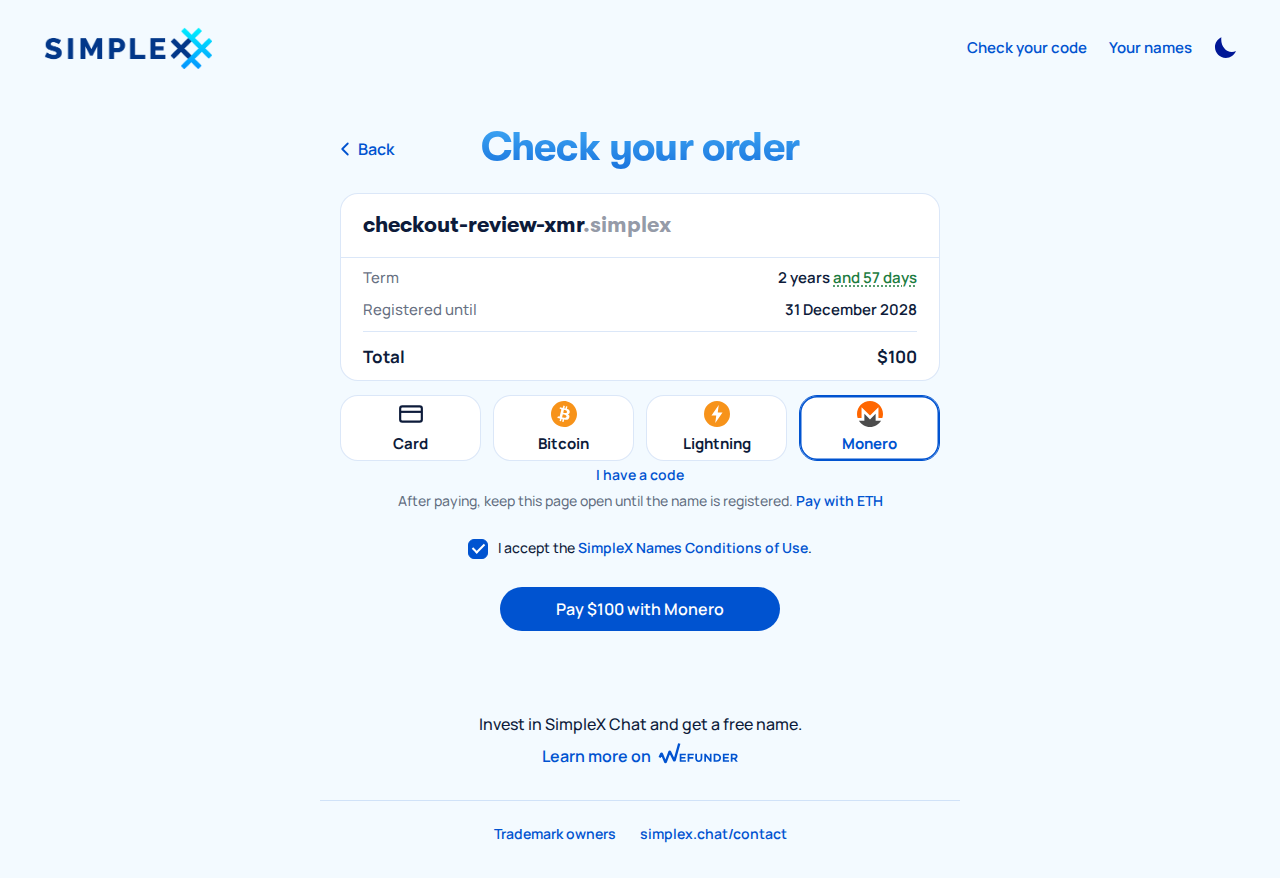 SIMPLEX
Check your code
Your names
Back
Check your order
checkout-review-xmr.simplex
Term
2 years and 57 days
Registered until
31 December 2028
Total
$100
Card
Bitcoin
Lightning
Monero
I have a code
After paying, keep this page open until the name is registered. Pay with ETH
I accept the SimpleX Names Conditions of Use.
Pay $100 with Monero
Invest in SimpleX Chat and get a free name.
Learn more on WEFUNDER
Trademark owners
simplex.chat/contact